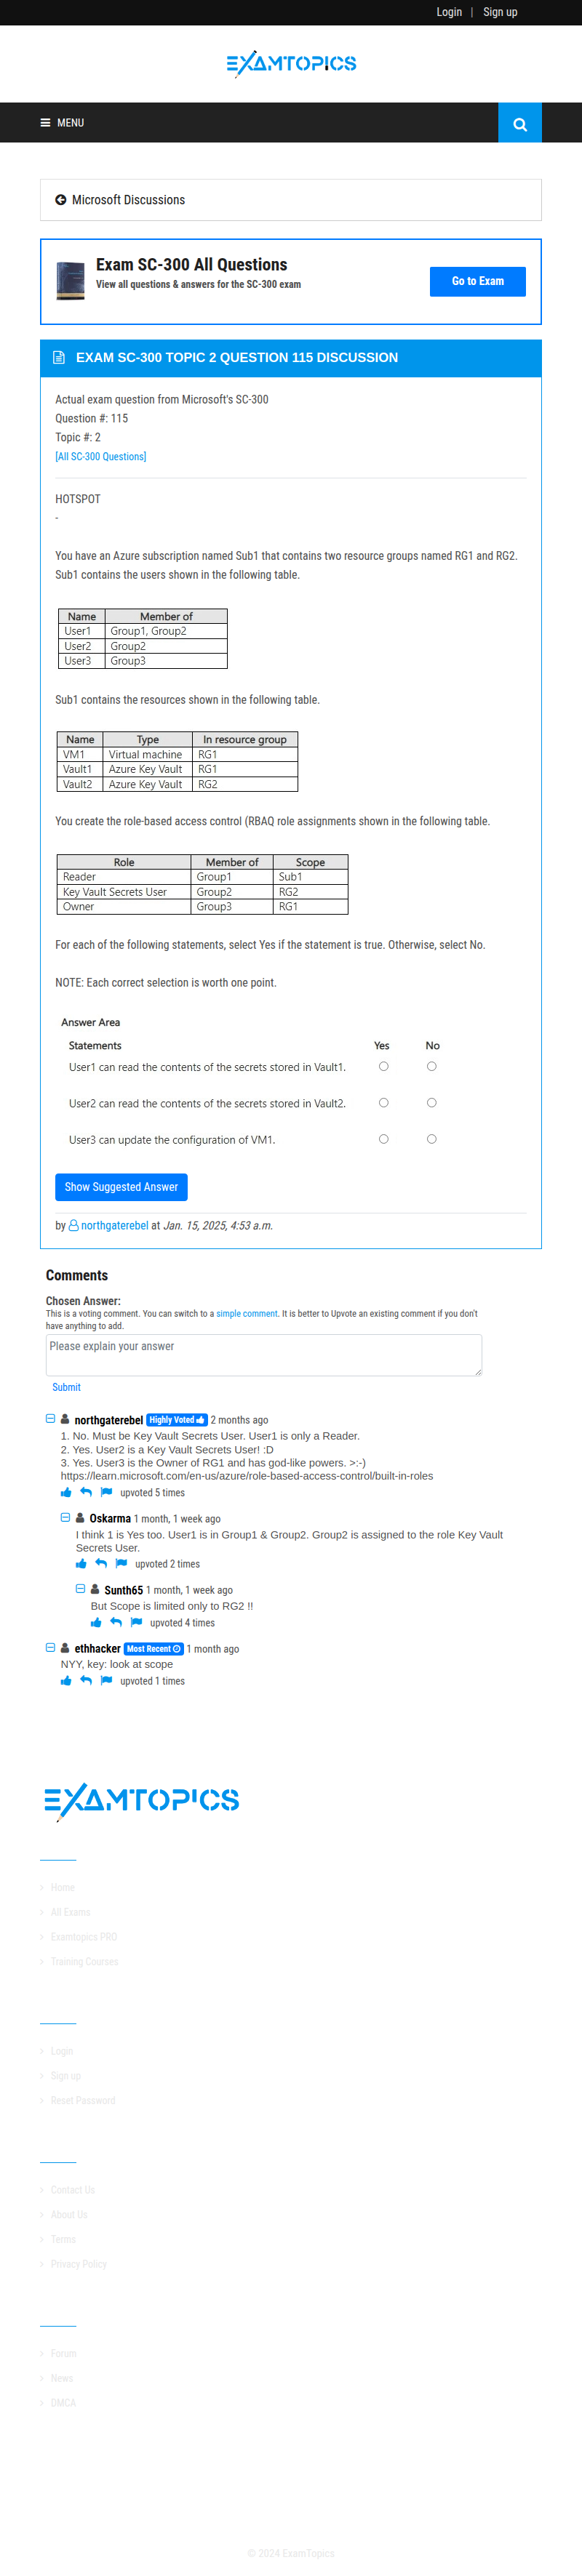 Login | Sign up
EXAMTOPICS
MENU
Microsoft Discussions
Exam SC-300 All Questions
View all questions & answers for the SC-300 exam
Go to Exam
EXAM SC-300 TOPIC 2 QUESTION 115 DISCUSSION
Actual exam question from Microsoft's SC-300
Question #: 115
Topic #: 2
[All SC-300 Questions]
HOTSPOT
-
You have an Azure subscription named Sub1 that contains two resource groups named RG1 and RG2.
Sub1 contains the users shown in the following table.
Name Member of
User1 Group1, Group2
User2 Group2
User3 Group3
Sub1 contains the resources shown in the following table.
Name Type In resource group
VM1 Virtual machine RG1
Vault1 Azure Key Vault RG1
Vault2 Azure Key Vault RG2
You create the role-based access control (RBAQ role assignments shown in the following table.
Role Member of Scope
Reader Group1 Sub1
Key Vault Secrets User Group2 RG2
Owner Group3 RG1
For each of the following statements, select Yes if the statement is true. Otherwise, select No.
NOTE: Each correct selection is worth one point.
Answer Area
Statements Yes No
User1 can read the contents of the secrets stored in Vault1.
User2 can read the contents of the secrets stored in Vault2.
User3 can update the configuration of VM1.
Show Suggested Answer
by northgaterebel at Jan. 15, 2025, 4:53 a.m.
Comments
Chosen Answer:
This is a voting comment. You can switch to a simple comment. It is better to Upvote an existing comment if you don't
have anything to add.
Please explain your answer
Submit
northgaterebel Highly Voted 2 months ago
1. No. Must be Key Vault Secrets User. User1 is only a Reader.
2. Yes. User2 is a Key Vault Secrets User! :D
3. Yes. User3 is the Owner of RG1 and has god-like powers. >:-)
https://learn.microsoft.com/en-us/azure/role-based-access-control/built-in-roles
upvoted 5 times
Oskarma 1 month, 1 week ago
I think 1 is Yes too. User1 is in Group1 & Group2. Group2 is assigned to the role Key Vault
Secrets User.
upvoted 2 times
Sunth65 1 month, 1 week ago
But Scope is limited only to RG2 !!
upvoted 4 times
ethhacker Most Recent 1 month ago
NYY, key: look at scope
upvoted 1 times
EXAMTOPICS
Home
All Exams
Examtopics PRO
Training Courses
Login
Sign up
Reset Password
Contact Us
About Us
Terms
Privacy Policy
Forum
News
DMCA
© 2024 ExamTopics